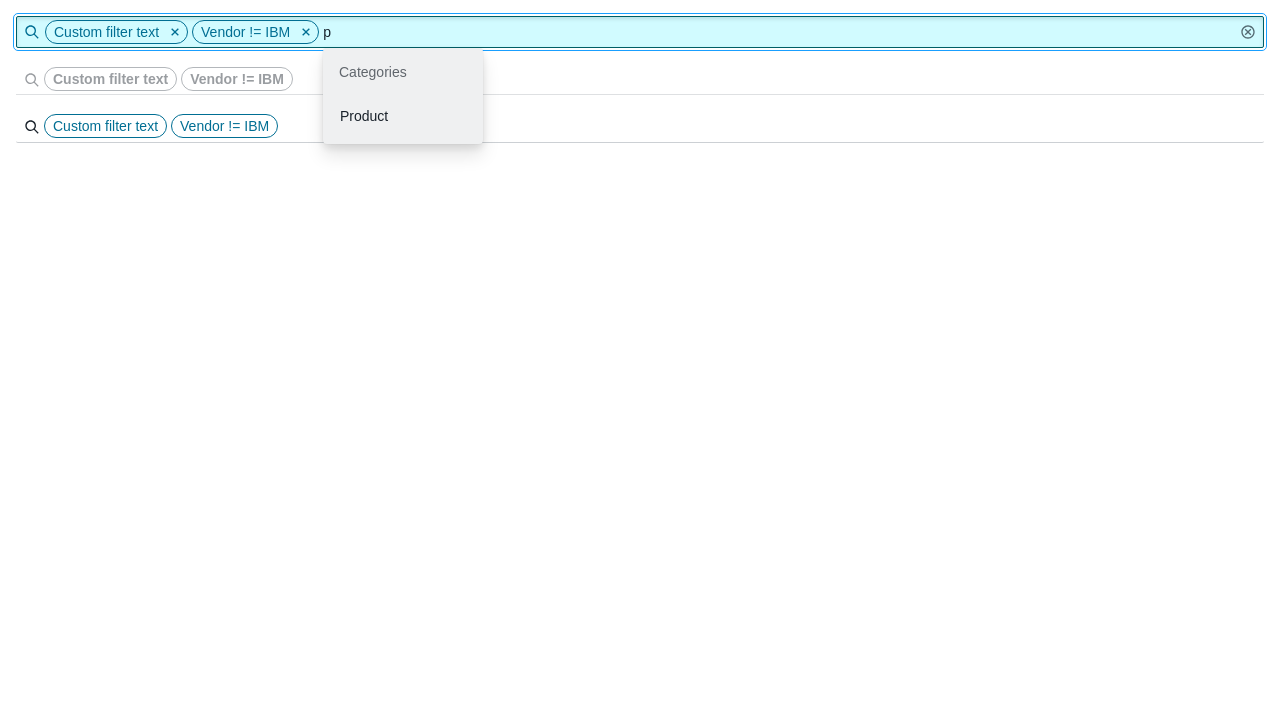 Custom filter text Vendor != IBM p
Categories
Custom filter text Vendor != IBM
Product
Custom filter text Vendor != IBM